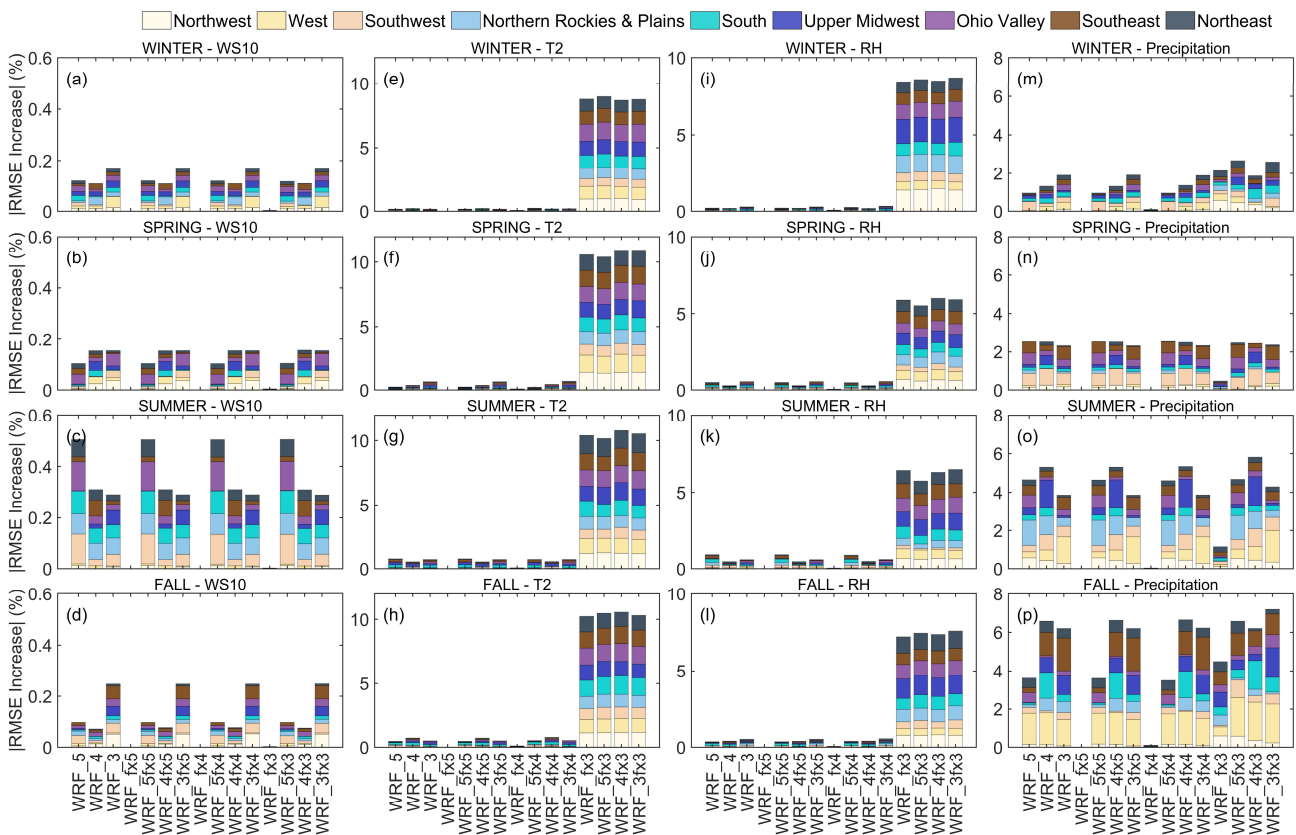 Northwest West Southwest Northern Rockies & Plains South Upper Midwest Ohio Valley Southeast Northeast
WINTER - WS10 WINTER - T2 WINTER - RH WINTER - Precipitation
(a) (e) (i) (m)
|RMSE Increase| (%)
0.6 0.4 0.2 0
10 5 0
10 5 0
8 6 4 2 0
SPRING - WS10 SPRING - T2 SPRING - RH SPRING - Precipitation
(b) (f) (j) (n)
|RMSE Increase| (%)
0.6 0.4 0.2 0
10 5 0
10 5 0
8 6 4 2 0
SUMMER - WS10 SUMMER - T2 SUMMER - RH SUMMER - Precipitation
(c) (g) (k) (o)
|RMSE Increase| (%)
0.6 0.4 0.2 0
10 5 0
10 5 0
8 6 4 2 0
FALL - WS10 FALL - T2 FALL - RH FALL - Precipitation
(d) (h) (l) (p)
|RMSE Increase| (%)
0.6 0.4 0.2 0
10 5 0
10 5 0
8 6 4 2 0
WRF_5 WRF_4 WRF_3 WRF_fx5 WRF_5fx5 WRF_4fx5 WRF_3fx5 WRF_fx4 WRF_5fx4 WRF_4fx4 WRF_3fx4 WRF_fx3 WRF_5fx3 WRF_4fx3 WRF_3fx3
WRF_5 WRF_4 WRF_3 WRF_fx5 WRF_5fx5 WRF_4fx5 WRF_3fx5 WRF_fx4 WRF_5fx4 WRF_4fx4 WRF_3fx4 WRF_fx3 WRF_5fx3 WRF_4fx3 WRF_3fx3
WRF_5 WRF_4 WRF_3 WRF_fx5 WRF_5fx5 WRF_4fx5 WRF_3fx5 WRF_fx4 WRF_5fx4 WRF_4fx4 WRF_3fx4 WRF_fx3 WRF_5fx3 WRF_4fx3 WRF_3fx3
WRF_5 WRF_4 WRF_3 WRF_fx5 WRF_5fx5 WRF_4fx5 WRF_3fx5 WRF_fx4 WRF_5fx4 WRF_4fx4 WRF_3fx4 WRF_fx3 WRF_5fx3 WRF_4fx3 WRF_3fx3